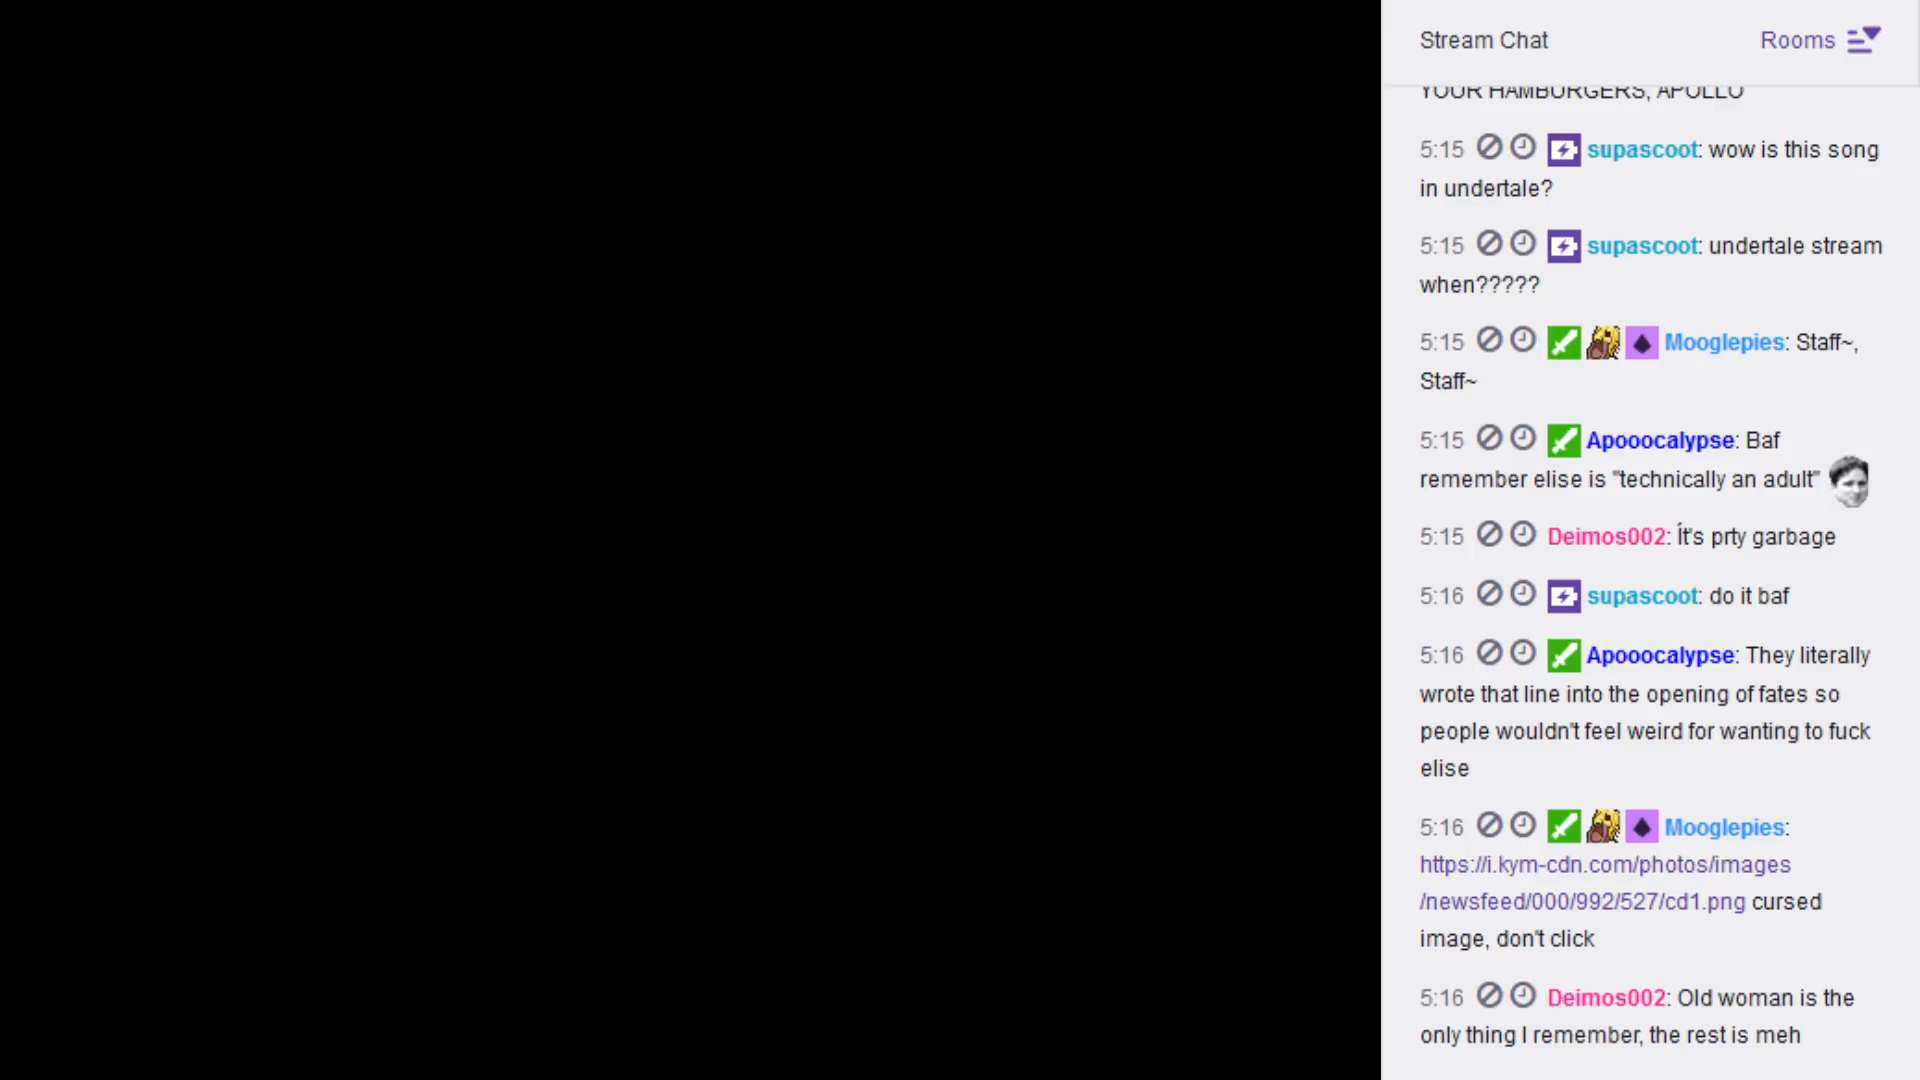 Stream Chat
Rooms
YOUR HAMBURGERS, APOLLO
5:15 supascoot: wow is this song
in undertale?
5:15 supascoot: undertale stream
when?????
5:15 Mooglepies: Staff~,
Staff~
5:15 Apooocalypse: Baf
remember elise is "technically an adult"
5:15 Deimos002: Ít's prty garbage
5:16 supascoot: do it baf
5:16 Apooocalypse: They literally
wrote that line into the opening of fates so
people wouldn't feel weird for wanting to fuck
elise
5:16 Mooglepies:
https://i.kym-cdn.com/photos/images
/newsfeed/000/992/527/cd1.png cursed
image, don't click
5:16 Deimos002: Old woman is the
only thing I remember, the rest is meh